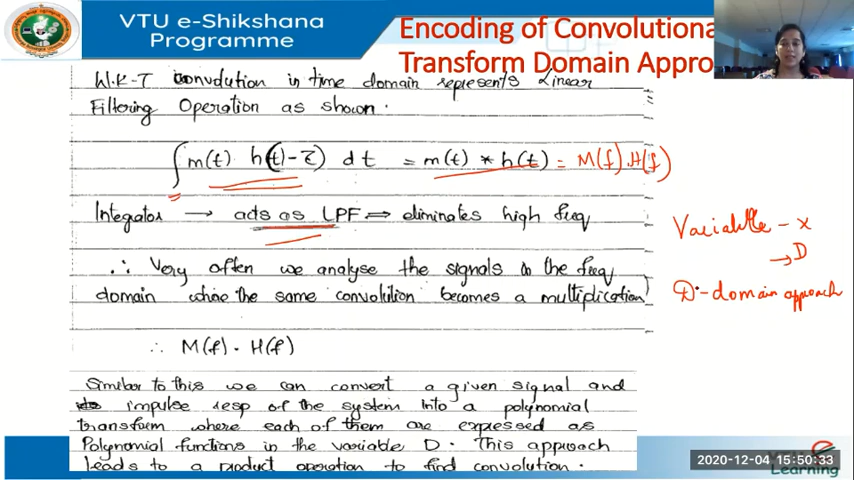 VTU e-Shikshana
Programme
Encoding of Convolutiona
Transform Domain Appro
W.K.T convolution in time domain represents Linear
Filtering Operation as shown.
∫ m(t) h(t)-τ) dt = m(t) * h(t) = M(f).H(f)
Integrator → acts as LPF ⇔ eliminates high freq
Variable - x
→ D
∴ Very often we analyse the signals in the freq
domain where the same convolution becomes a multiplication
D-domain approach
∴ M(f) . H(f)
Similar to this we can convert a given signal and
impulse resp of the system into a polynomial
transform where each of them are expressed as
Polynomial functions in the variable D. This approach
leads to a product operation to find convolution.
2020-12-04 15:50:33
Learning